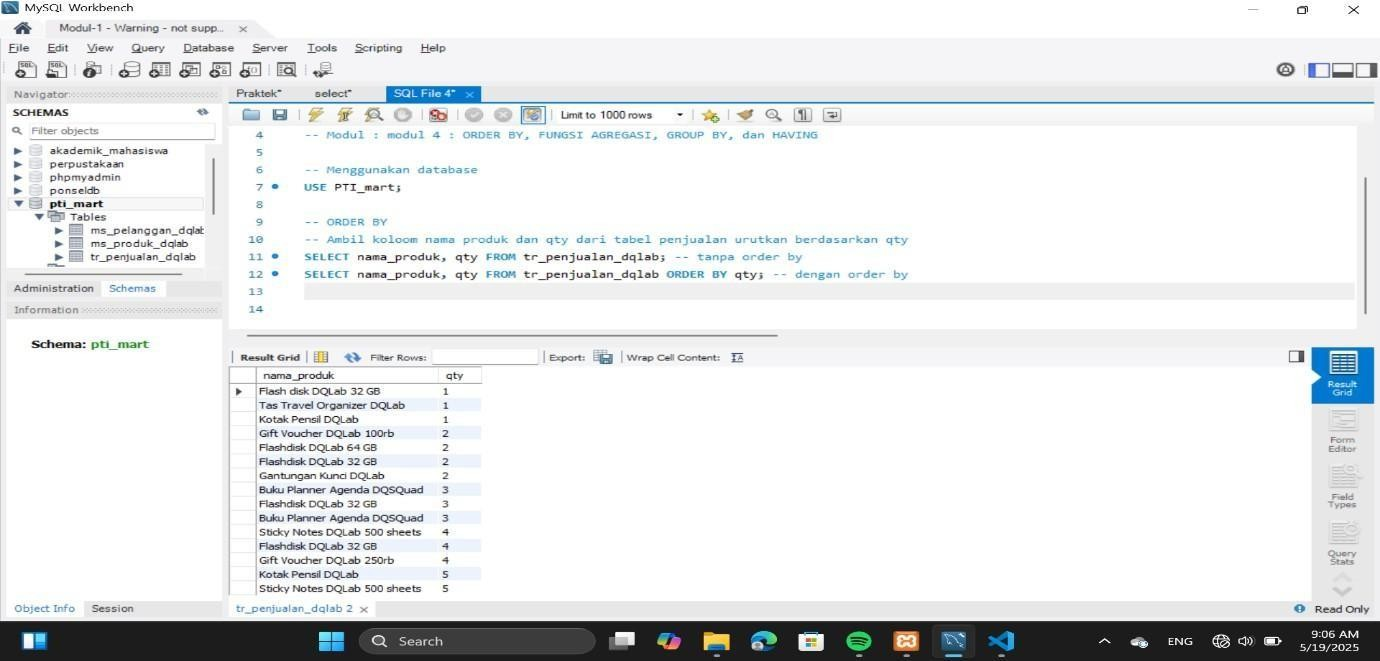 MySQL Workbench
Modul-1 - Warning - not supp... ×
File Edit View Query Database Server Tools Scripting Help
Navigator
SCHEMAS
Filter objects
akademik_mahasiswa
perpustakaan
phpmyadmin
ponseldb
pti_mart
Tables
ms_pelanggan_dqlab
ms_produk_dqlab
tr_penjualan_dqlab
Administration Schemas
Information
Schema: pti_mart
Object Info Session
Praktek* select* SQL File 4* ×
Limit to 1000 rows
4 -- Modul : modul 4 : ORDER BY, FUNGSI AGREGASI, GROUP BY, dan HAVING
5
6 -- Menggunakan database
7 USE PTI_mart;
8
9 -- ORDER BY
10 -- Ambil koloom nama produk dan qty dari tabel penjualan urutkan berdasarkan qty
11 SELECT nama_produk, qty FROM tr_penjualan_dqlab; -- tanpa order by
12 SELECT nama_produk, qty FROM tr_penjualan_dqlab ORDER BY qty; -- dengan order by
13
14
Result Grid Filter Rows: Export: Wrap Cell Content:
nama_produk qty
Flash disk DQLab 32 GB 1
Tas Travel Organizer DQLab 1
Kotak Pensil DQLab 1
Gift Voucher DQLab 100rb 2
Flashdisk DQLab 64 GB 2
Flashdisk DQLab 32 GB 2
Gantungan Kunci DQLab 2
Buku Planner Agenda DQSQuad 3
Flashdisk DQLab 32 GB 3
Buku Planner Agenda DQSQuad 3
Sticky Notes DQLab 500 sheets 4
Flashdisk DQLab 32 GB 4
Gift Voucher DQLab 250rb 4
Kotak Pensil DQLab 5
Sticky Notes DQLab 500 sheets 5
tr_penjualan_dqlab 2 ×
Result
Grid
Form
Editor
Field
Types
Query
Stats
Read Only
Search
ENG
9:06 AM
5/19/2025